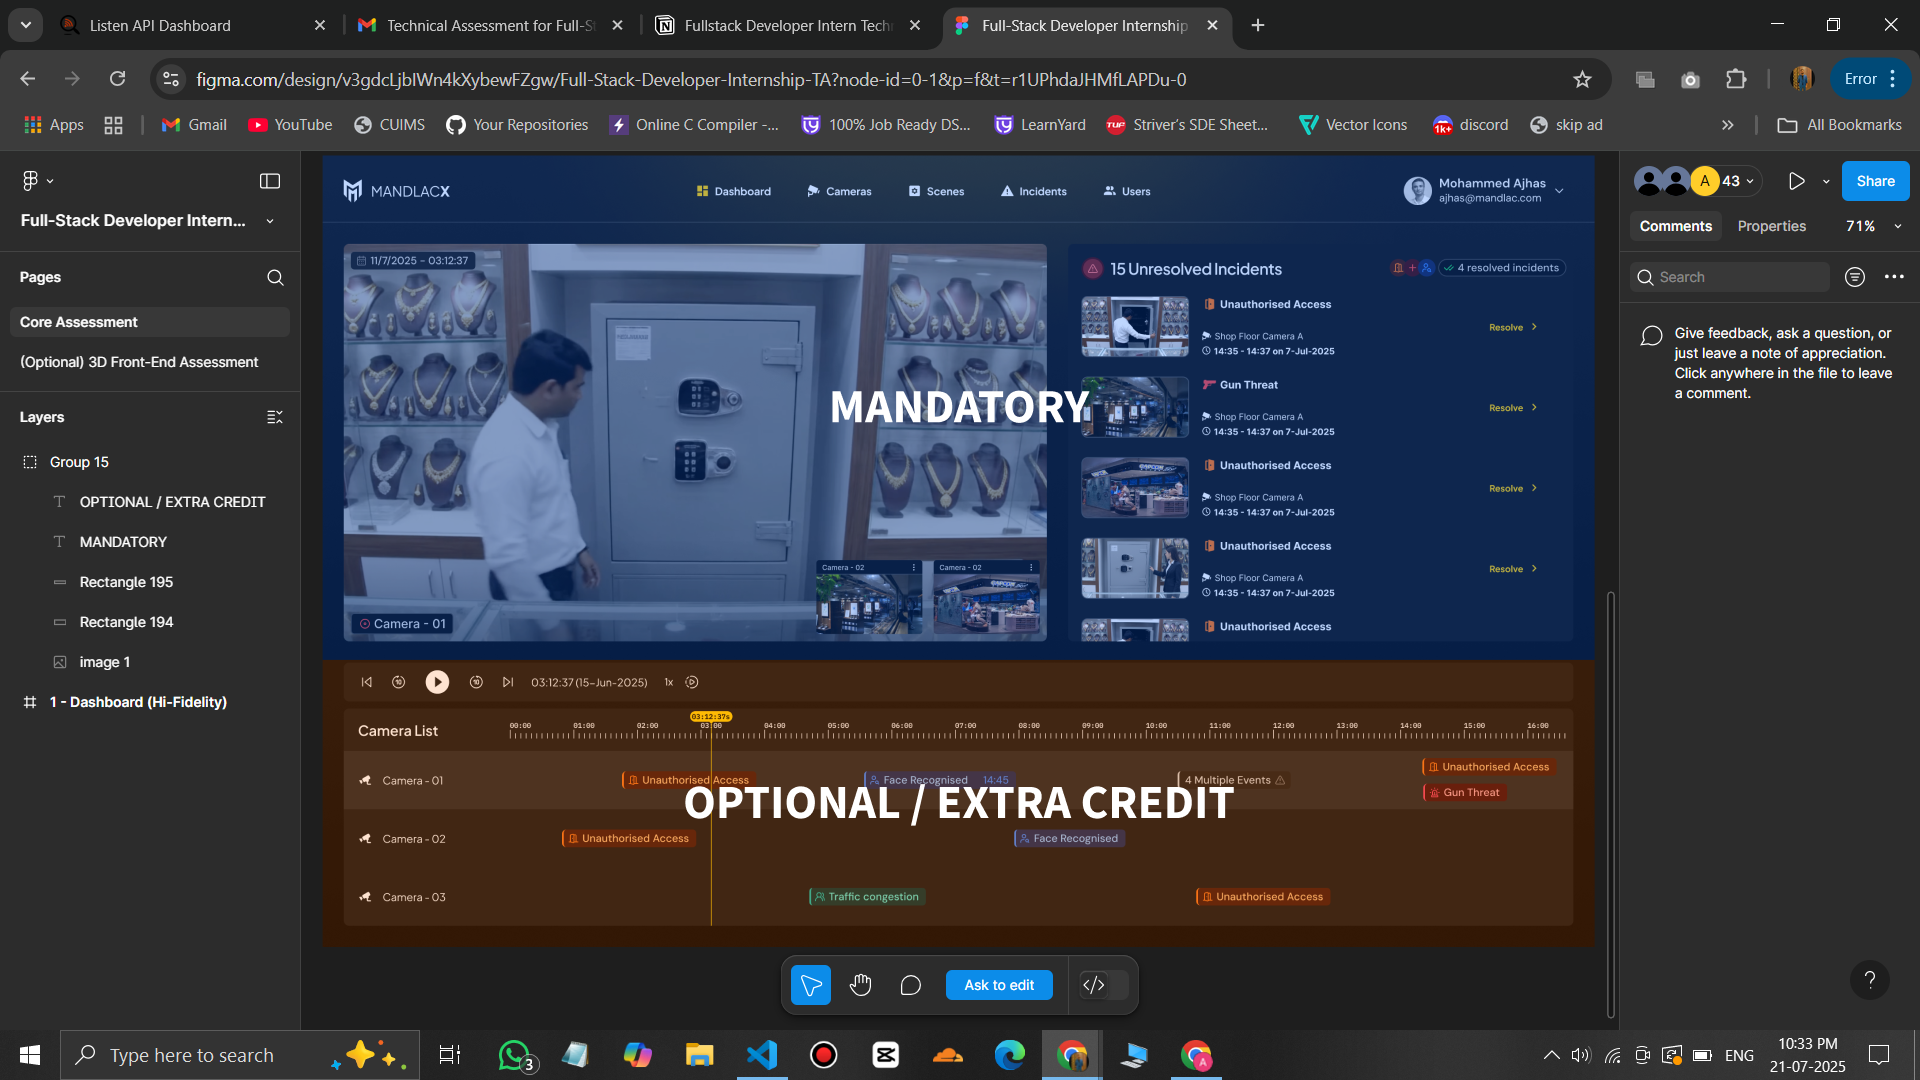 Listen API Dashboard
Technical Assessment for Full-S
Fullstack Developer Intern Tech
Full-Stack Developer Internship
figma.com/design/v3gdcLjbIWn4kXybewFZgw/Full-Stack-Developer-Internship-TA?node-id=0-1&p=f&t=r1UPhdaJHMfLAPDu-0
Error
Apps
Gmail
YouTube
CUIMS
Your Repositories
Online C Compiler -...
100% Job Ready DS...
LearnYard
Striver's SDE Sheet...
Vector Icons
1k+
discord
skip ad
»
All Bookmarks
Full-Stack Developer Intern...
Pages
Core Assessment
(Optional) 3D Front-End Assessment
Layers
Group 15
OPTIONAL / EXTRA CREDIT
MANDATORY
Rectangle 195
Rectangle 194
image 1
1 - Dashboard (Hi-Fidelity)
MANDLACX
Dashboard
Cameras
Scenes
Incidents
Users
Mohammed Ajhas
ajhas@mandlac.com
11/7/2025 - 03:12:37
Camera - 01
Camera - 02
Camera - 02
15 Unresolved Incidents
4 resolved incidents
Unauthorised Access
Shop Floor Camera A
14:35 - 14:37 on 7-Jul-2025
Resolve
Gun Threat
Shop Floor Camera A
14:35 - 14:37 on 7-Jul-2025
Resolve
Unauthorised Access
Shop Floor Camera A
14:35 - 14:37 on 7-Jul-2025
Resolve
Unauthorised Access
Shop Floor Camera A
14:35 - 14:37 on 7-Jul-2025
Resolve
Unauthorised Access
MANDATORY
10
10
03:12:37 (15-Jun-2025)
1x
Camera List
03:12:37s
00:00 01:00 02:00 03:00 04:00 05:00 06:00 07:00 08:00 09:00 10:00 11:00 12:00 13:00 14:00 15:00 16:00
Camera - 01
Unauthorised Access
Face Recognised 14:45
4 Multiple Events
Unauthorised Access
Gun Threat
OPTIONAL / EXTRA CREDIT
Camera - 02
Unauthorised Access
Face Recognised
Camera - 03
Traffic congestion
Unauthorised Access
Ask to edit
A
43
Share
Comments
Properties
71%
Search
Give feedback, ask a question, or
just leave a note of appreciation.
Click anywhere in the file to leave
a comment.
?
Type here to search
3
A
ENG
10:33 PM
21-07-2025